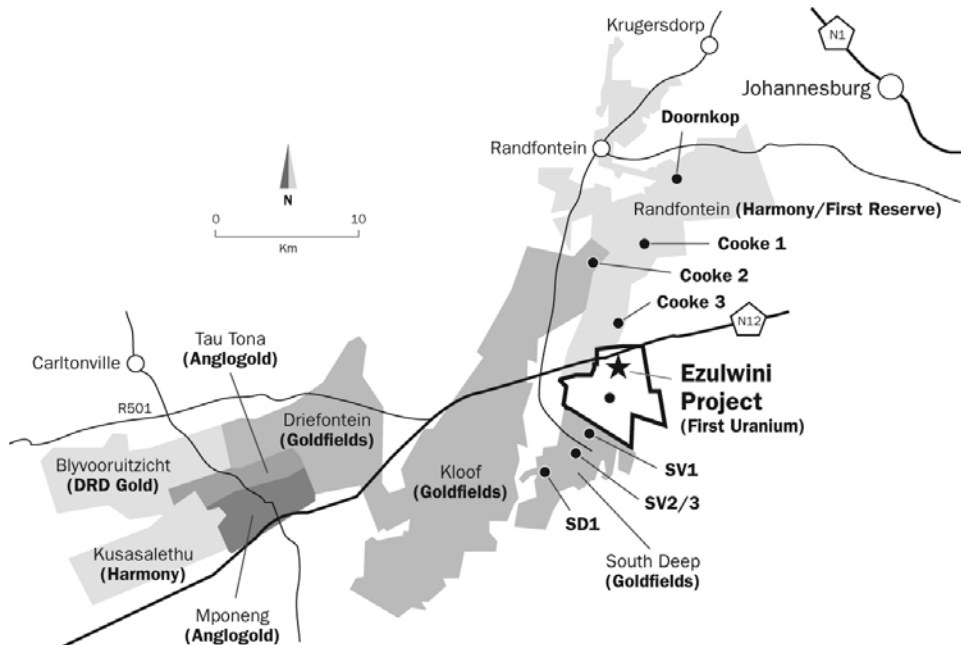 Krugersdorp
N1
Johannesburg
Doornkop
Randfontein
N
0 10
Km
Randfontein (Harmony/First Reserve)
Cooke 1
Cooke 2
Cooke 3
N12
Tau Tona
(Anglogold)
Carltonville
Ezulwini
Project
(First Uranium)
R501
Driefontein
(Goldfields)
Blyvooruitzicht
(DRD Gold)
Kloof
(Goldfields)
SV1
SV2/3
SD1
Kusasalethu
(Harmony)
South Deep
(Goldfields)
Mponeng
(Anglogold)